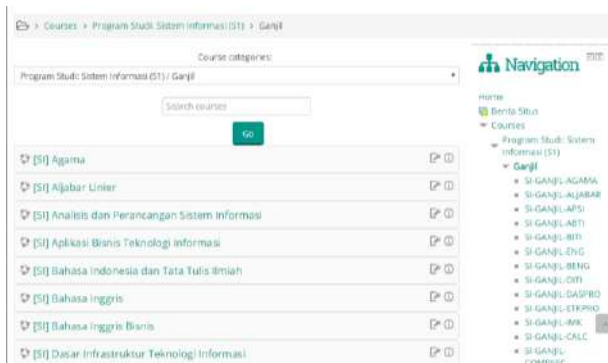 Courses › Program Studi Sistem Informasi (S1) › Ganjil
Course categories:
Program Studi Sistem Informasi (S1) / Ganjil
Search courses
Go
[SI] Agama
[SI] Aljabar Linier
[SI] Analisis dan Perancangan Sistem Informasi
[SI] Aplikasi Bisnis Teknologi Informasi
[SI] Bahasa Indonesia dan Tata Tulis Ilmiah
[SI] Bahasa Inggris
[SI] Bahasa Inggris Bisnis
[SI] Dasar Infrastruktur Teknologi Informasi
Navigation
Home
Berita Situs
Courses
Program Studi Sistem
Informasi (S1)
Ganjil
SI-GANJIL-AGAMA
SI-GANJIL-ALJABAR
SI-GANJIL-APSI
SI-GANJIL-ABTI
SI-GANJIL-BITI
SI-GANJIL-ENG
SI-GANJIL-BENG
SI-GANJIL-DITI
SI-GANJIL-DASPRO
SI-GANJIL-ETKPRO
SI-GANJIL-IMK
SI-GANJIL-CALC
SI-GANJIL-